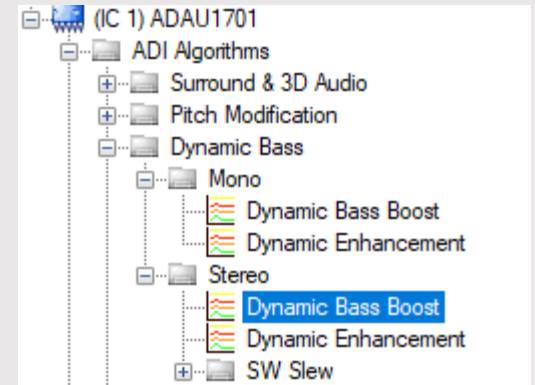 (IC 1) ADAU1701
ADI Algorithms
Surround & 3D Audio
Pitch Modification
Dynamic Bass
Mono
Dynamic Bass Boost
Dynamic Enhancement
Stereo
Dynamic Bass Boost
Dynamic Enhancement
SW Slew